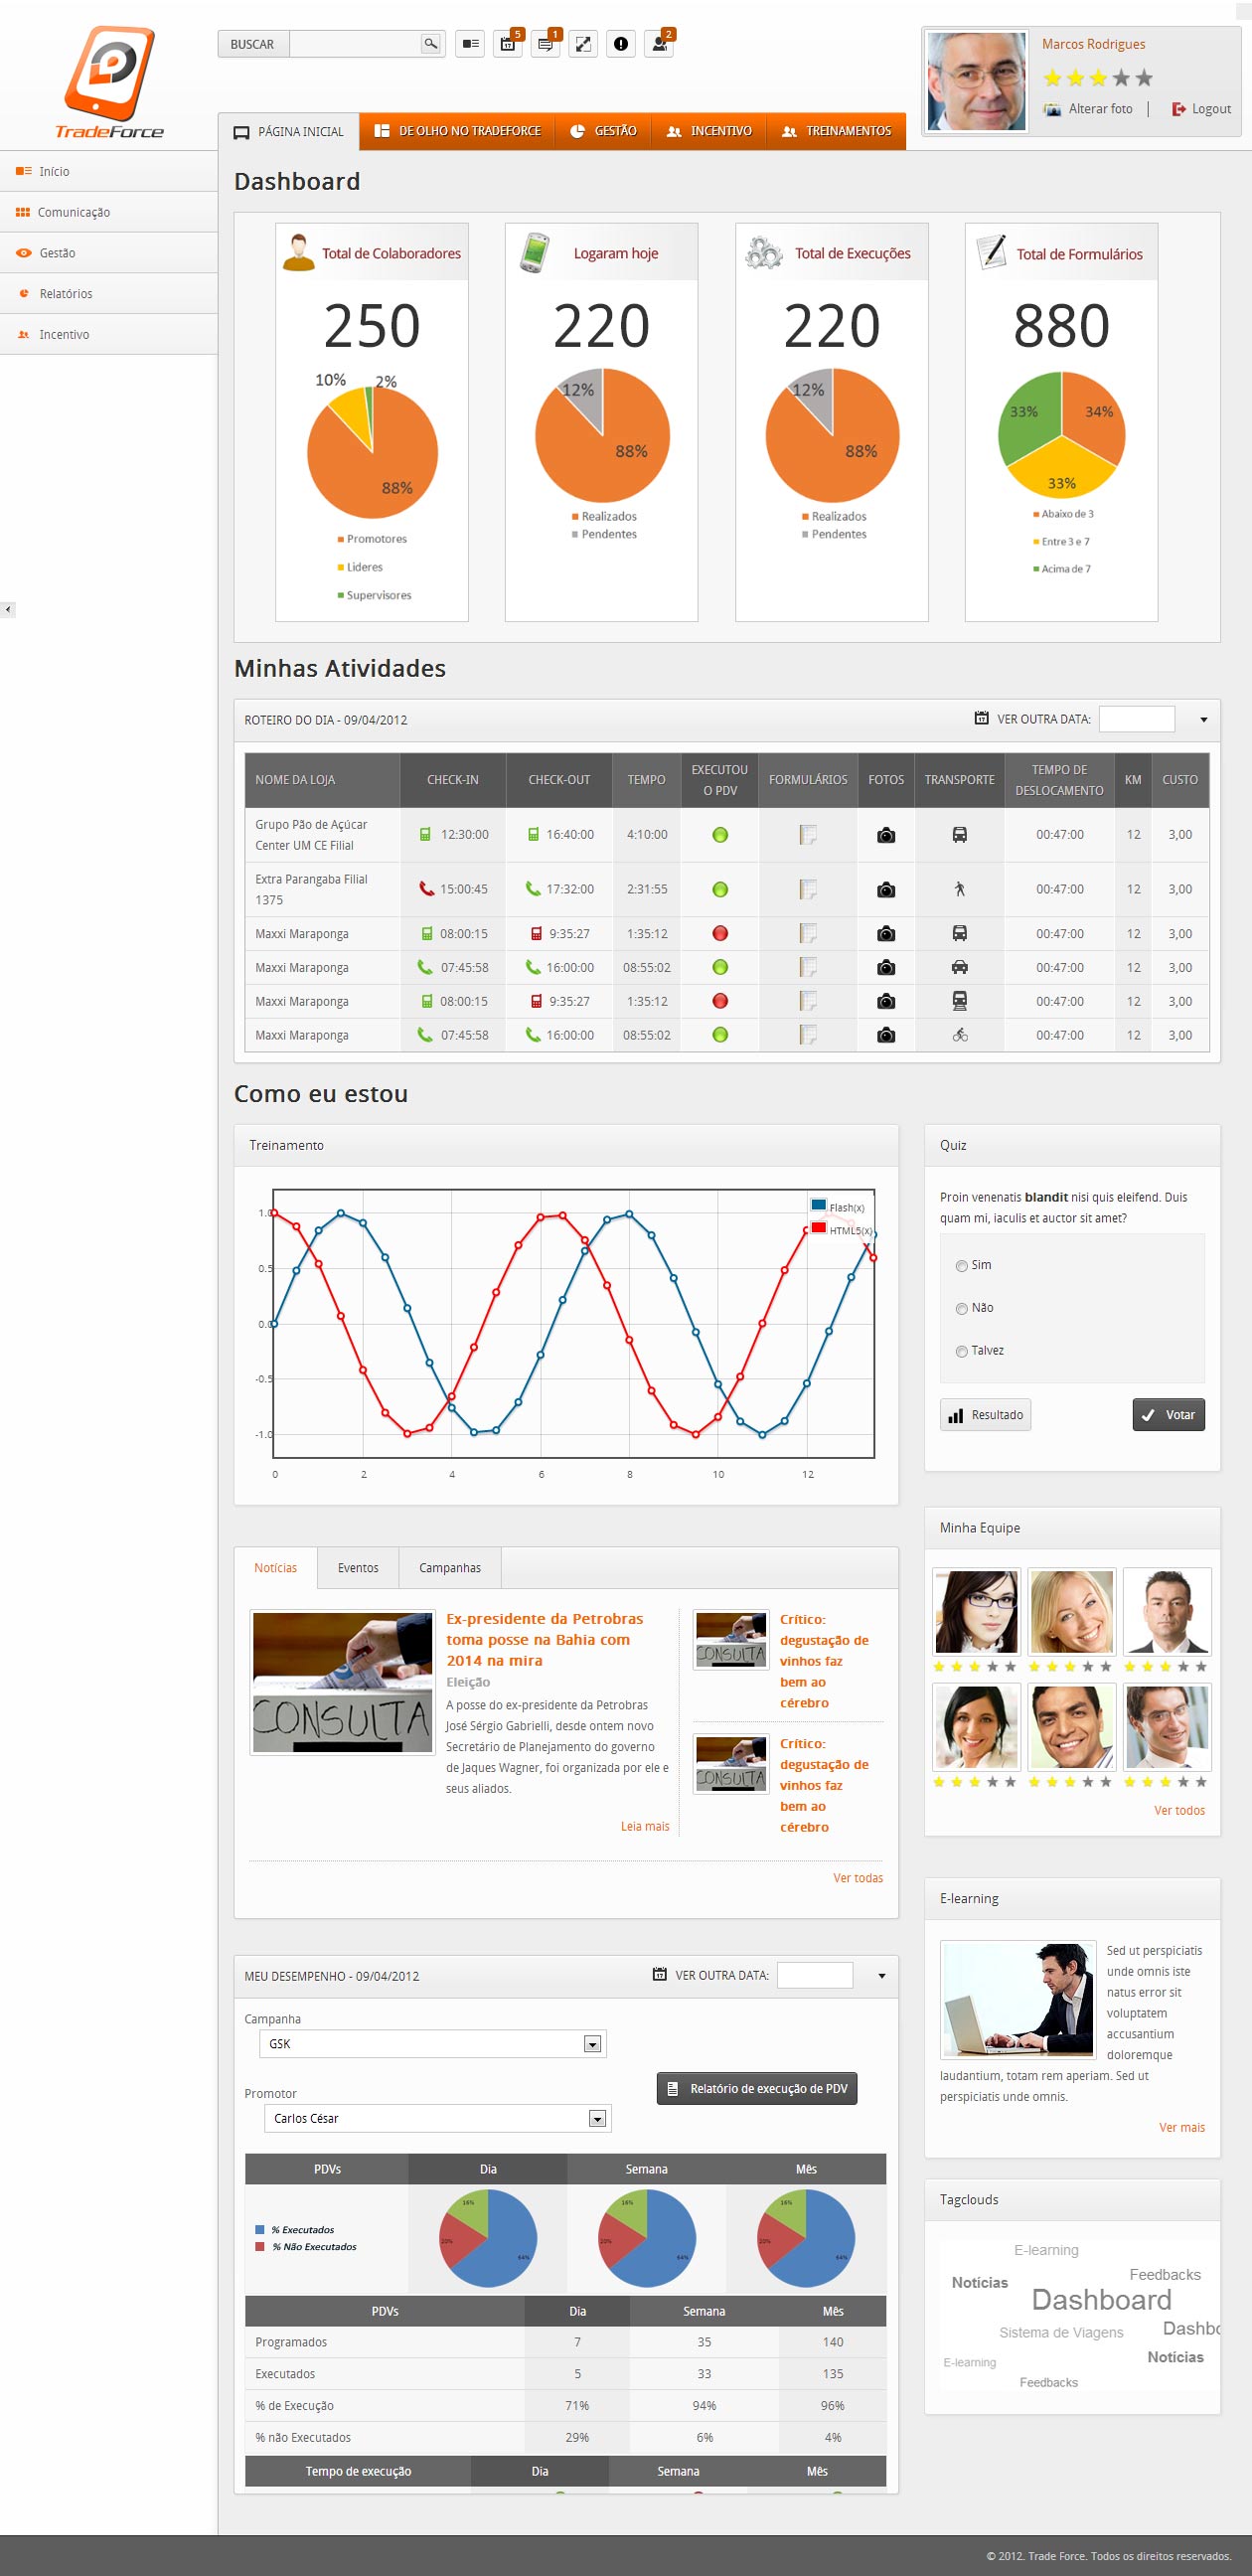 BUSCAR
5
1
2
Marcos Rodrigues
Alterar foto
Logout
TradeForce
PÁGINA INICIAL
DE OLHO NO TRADEFORCE
GESTÃO
INCENTIVO
TREINAMENTOS
Início
Comunicação
Gestão
Relatórios
Incentivo
Dashboard
Total de Colaboradores
250
10%
2%
88%
Promotores
Lideres
Supervisores
Logaram hoje
220
12%
88%
Realizados
Pendentes
Total de Execuções
220
12%
88%
Realizados
Pendentes
Total de Formulários
880
33%
34%
33%
Abaixo de 3
Entre 3 e 7
Acima de 7
Minhas Atividades
ROTEIRO DO DIA - 09/04/2012
VER OUTRA DATA:
NOME DA LOJA CHECK-IN CHECK-OUT TEMPO EXECUTOU O PDV FORMULÁRIOS FOTOS TRANSPORTE TEMPO DE DESLOCAMENTO KM CUSTO
Grupo Pão de Açúcar
Center UM CE Filial 12:30:00 16:40:00 4:10:00 00:47:00 12 3,00
Extra Parangaba Filial
1375 15:00:45 17:32:00 2:31:55 00:47:00 12 3,00
Maxxi Maraponga 08:00:15 9:35:27 1:35:12 00:47:00 12 3,00
Maxxi Maraponga 07:45:58 16:00:00 08:55:02 00:47:00 12 3,00
Maxxi Maraponga 08:00:15 9:35:27 1:35:12 00:47:00 12 3,00
Maxxi Maraponga 07:45:58 16:00:00 08:55:02 00:47:00 12 3,00
Como eu estou
Treinamento
1.0
0.5
0.0
-0.5
-1.0
0 2 4 6 8 10 12
Flash(x)
HTML5(x)
Quiz
Proin venenatis blandit nisi quis eleifend. Duis
quam mi, iaculis et auctor sit amet?
Sim
Não
Talvez
Resultado
Votar
Minha Equipe
Ver todos
Notícias
Eventos
Campanhas
CONSULTA
Ex-presidente da Petrobras
toma posse na Bahia com
2014 na mira
Eleição
A posse do ex-presidente da Petrobras
José Sérgio Gabrielli, desde ontem novo
Secretário de Planejamento do governo
de Jaques Wagner, foi organizada por ele e
seus aliados.
Leia mais
CONSULTA
Crítico:
degustação de
vinhos faz
bem ao
cérebro
CONSULTA
Crítico:
degustação de
vinhos faz
bem ao
cérebro
Ver todas
E-learning
Sed ut perspiciatis
unde omnis iste
natus error sit
voluptatem
accusantium
doloremque
laudantium, totam rem aperiam. Sed ut
perspiciatis unde omnis.
Ver mais
MEU DESEMPENHO - 09/04/2012
VER OUTRA DATA:
Campanha
GSK
Promotor
Carlos César
Relatório de execução de PDV
PDVs Dia Semana Mês
% Executados
% Não Executados
16%
20%
64%
16%
20%
64%
16%
20%
64%
PDVs Dia Semana Mês
Programados 7 35 140
Executados 5 33 135
% de Execução 71% 94% 96%
% não Executados 29% 6% 4%
Tempo de execução Dia Semana Mês
Tagclouds
E-learning
Feedbacks
Notícias
Dashboard
Dashbo
Sistema de Viagens
Notícias
E-learning
Feedbacks
© 2012. Trade Force. Todos os direitos reservados.